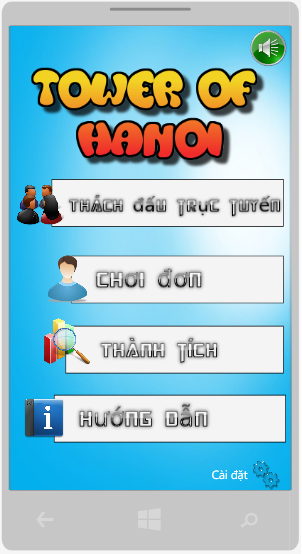 TOWER OF
HANOI
THÁCH ĐẤU TRỰC TUYẾN
CHƠI ĐƠN
THÀNH TÍCH
HƯỚNG DẪN
Cài đặt